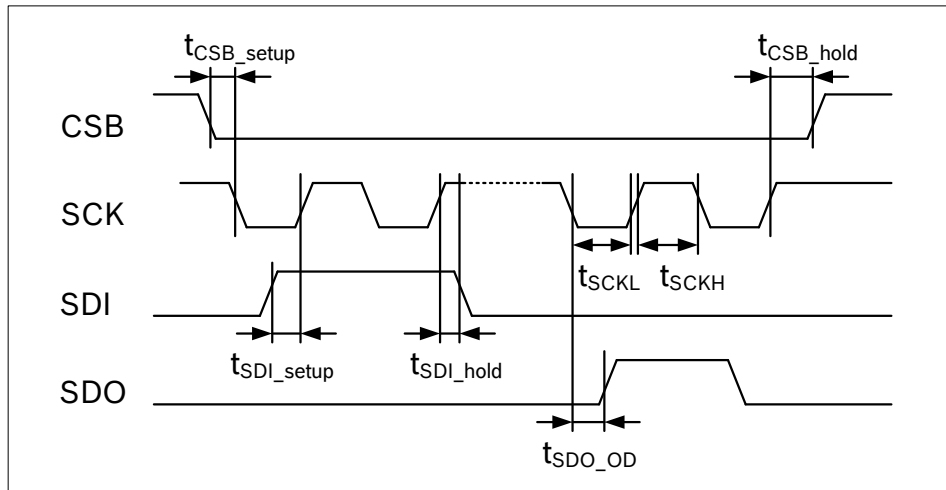 tCSB_setup
tCSB_hold
CSB
SCK
tSCKL
tSCKH
SDI
tSDI_setup
tSDI_hold
SDO
tSDO_OD